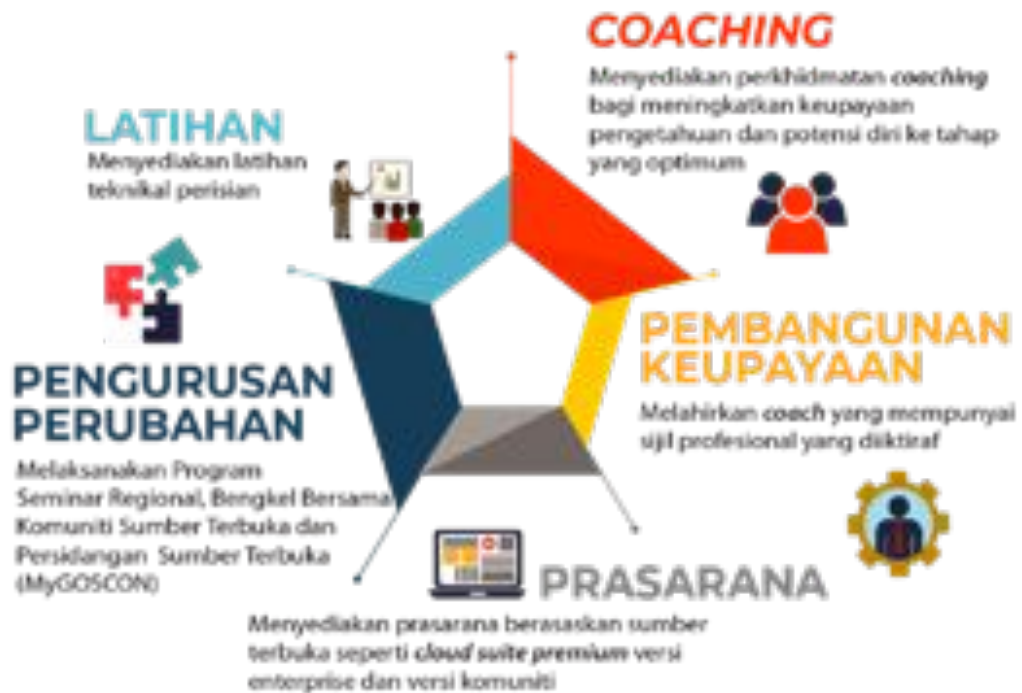 COACHING
Menyediakan perkhidmatan coaching
bagi meningkatkan keupayaan
pengetahuan dan potensi diri ke tahap
yang optimum
LATIHAN
Menyediakan latihan
teknikal perisian
PEMBANGUNAN
KEUPAYAAN
Melahirkan coach yang mempunyai
sijil profesional yang diiktiraf
PENGURUSAN
PERUBAHAN
Melaksanakan Program
Seminar Regional, Bengkel Bersama
Komuniti Sumber Terbuka dan
Persidangan Sumber Terbuka
(MyGOSCON)
PRASARANA
Menyediakan prasarana berasaskan sumber
terbuka seperti cloud suite premium versi
enterprise dan versi komuniti